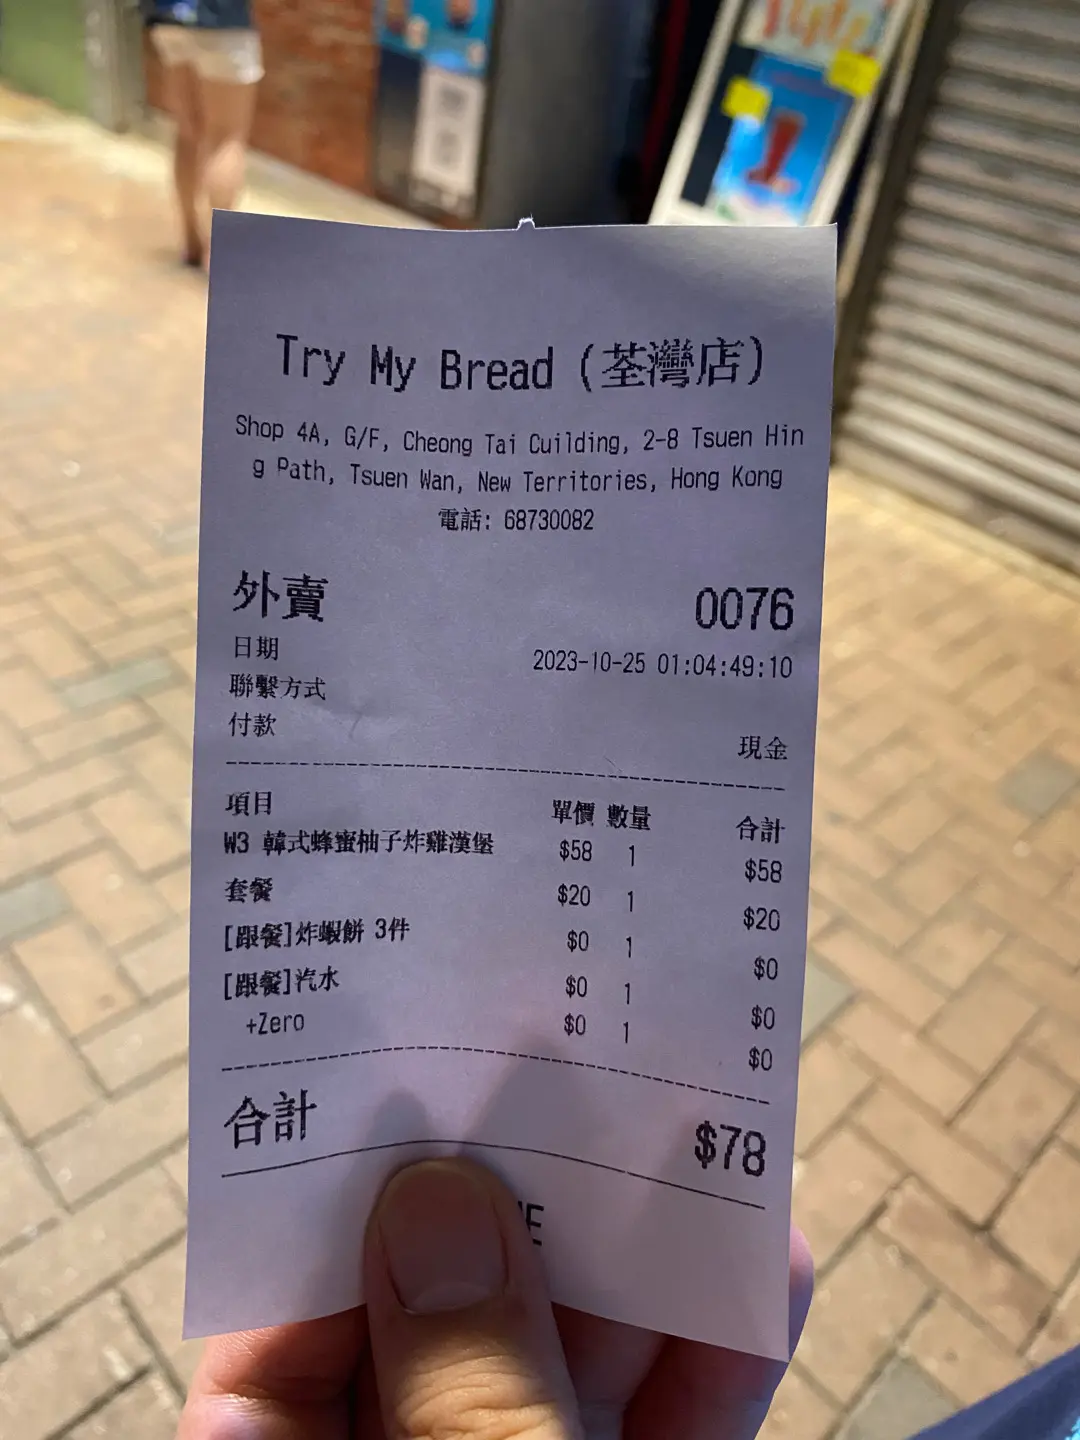 Try My Bread (荃灣店)
Shop 4A, G/F, Cheong Tai Cuilding, 2-8 Tsuen Hin
g Path, Tsuen Wan, New Territories, Hong Kong
電話: 68730082
外賣 0076
日期 2023-10-25 01:04:49:10
聯繫方式
付款 現金
項目 單價 數量 合計
W3 韓式蜂蜜柚子炸雞漢堡 $58 1 $58
套餐 $20 1 $20
[跟餐]炸蝦餅 3件 $0 1 $0
[跟餐]汽水 $0 1 $0
+Zero $0 1 $0
合計 $78